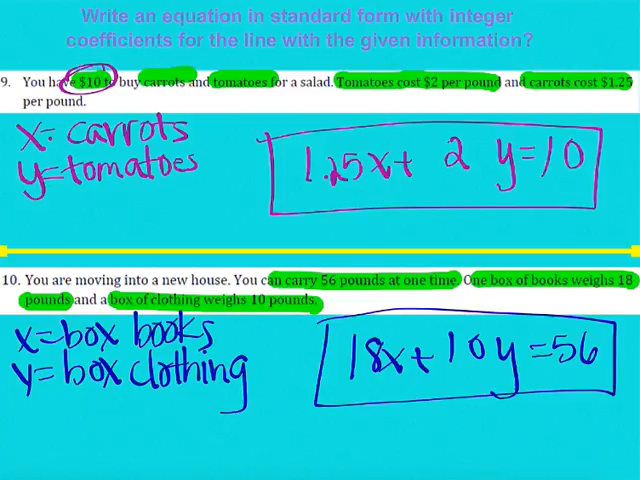 Write an equation in standard form with integer
coefficients for the line with the given information?
9. You have $10 to buy carrots and tomatoes for a salad. Tomatoes cost $2 per pound and carrots cost $1.25
per pound.
x= carrots
y=tomatoes
1.25x+ 2 y=10
10. You are moving into a new house. You can carry 56 pounds at one time. One box of books weighs 18
pounds and a box of clothing weighs 10 pounds.
x=box books
y=box clothing
18x+10y=56